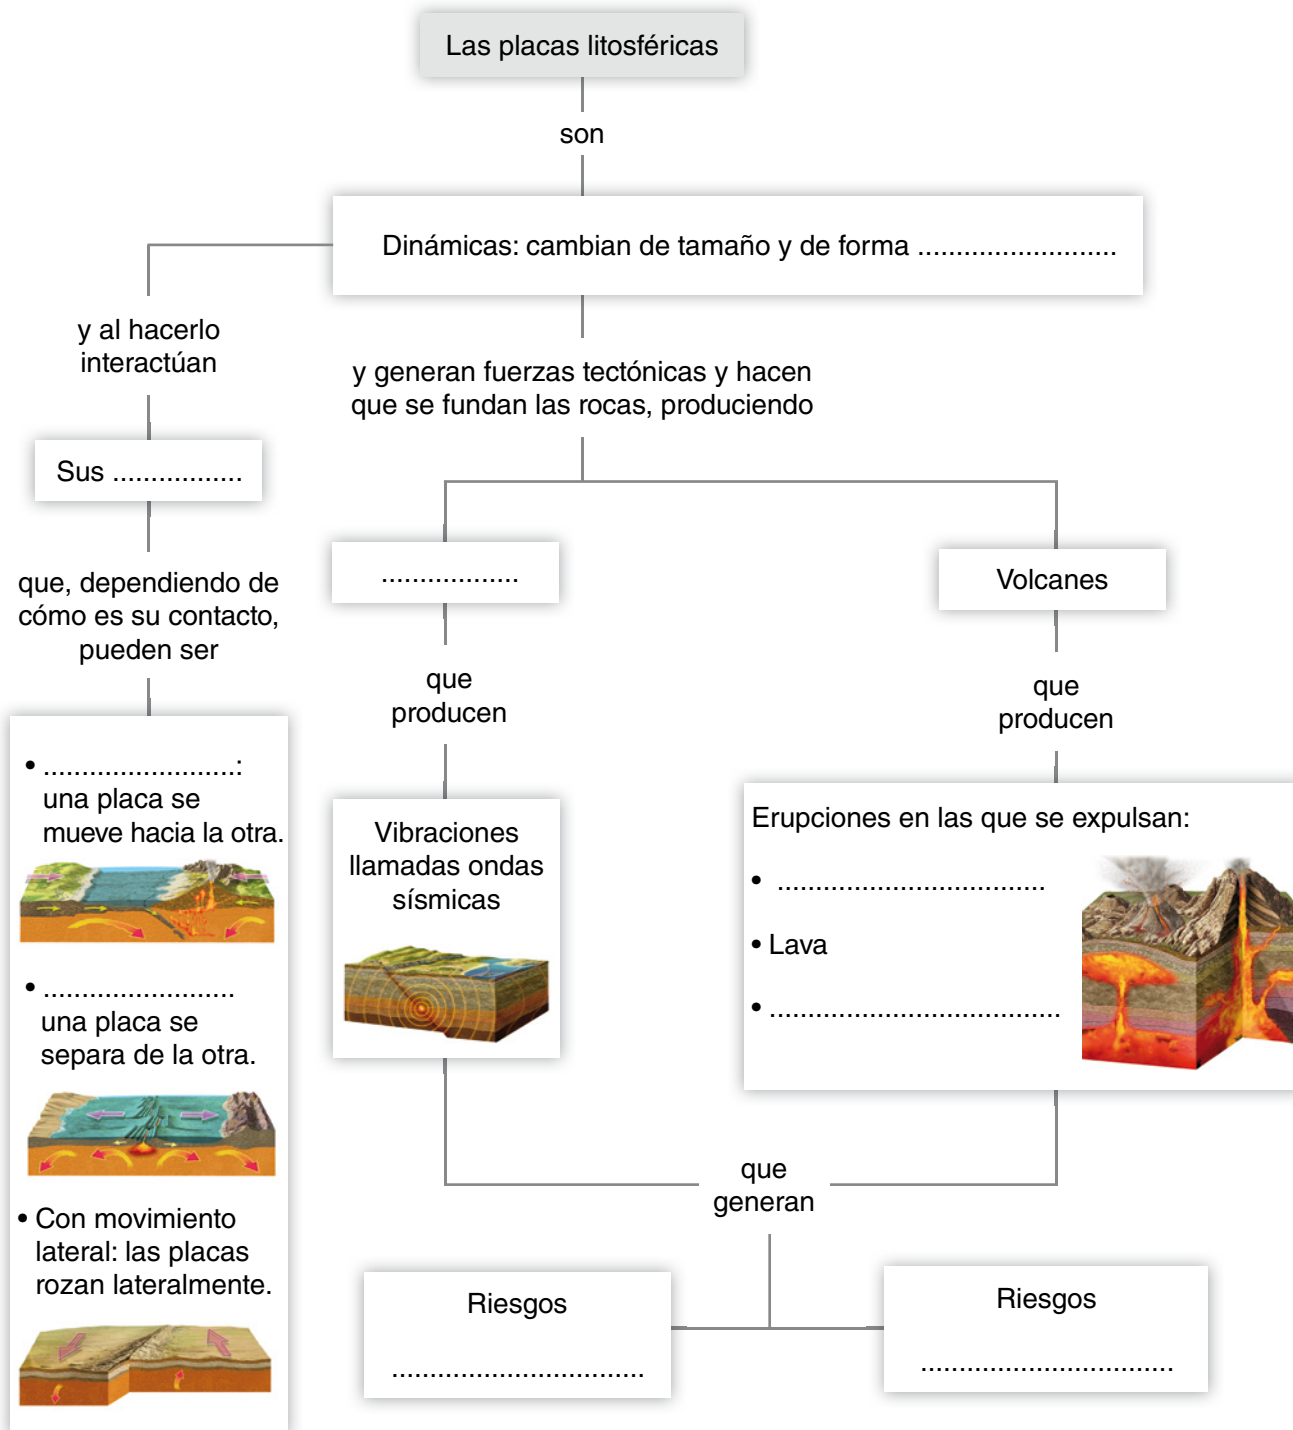 Las placas litosféricas
son
Dinámicas: cambian de tamaño y de forma ..........................
y al hacerlo
interactúan
Sus .................
que, dependiendo de
cómo es su contacto,
pueden ser
• .........................:
una placa se
mueve hacia la otra.
• .........................
una placa se
separa de la otra.
• Con movimiento
lateral: las placas
rozan lateralmente.
y generan fuerzas tectónicas y hacen
que se fundan las rocas, produciendo
..................
que
producen
Vibraciones
llamadas ondas
sísmicas
Volcanes
que
producen
Erupciones en las que se expulsan:
• ...................................
• Lava
• ......................................
que
generan
Riesgos
.................................
Riesgos
.................................